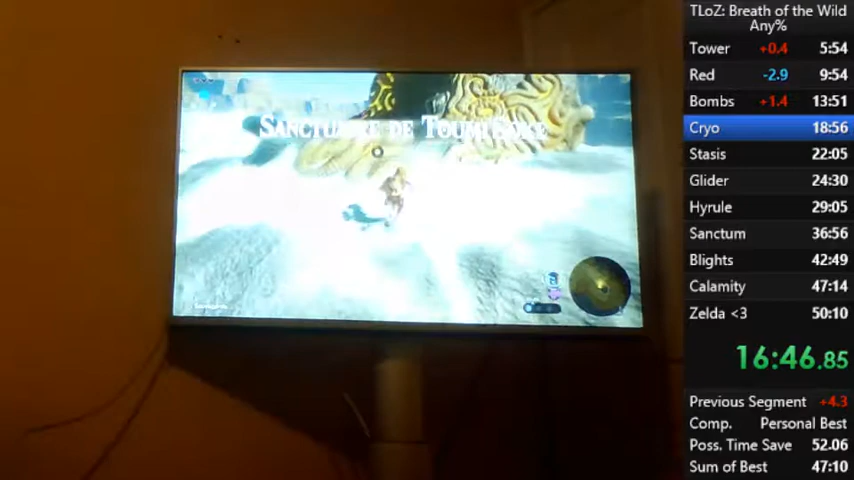 TLoZ: Breath of the Wild
Any%
Tower +0.4 5:54
Red -2.9 9:54
Bombs +1.4 13:51
Cryo 18:56
Stasis 22:05
Glider 24:30
Hyrule 29:05
Sanctum 36:56
Blights 42:49
Calamity 47:14
Zelda <3 50:10
16:46.85
Previous Segment +4.3
Comp. Personal Best
Poss. Time Save 52.06
Sum of Best 47:10
Sanctuaire de Toumi Soke